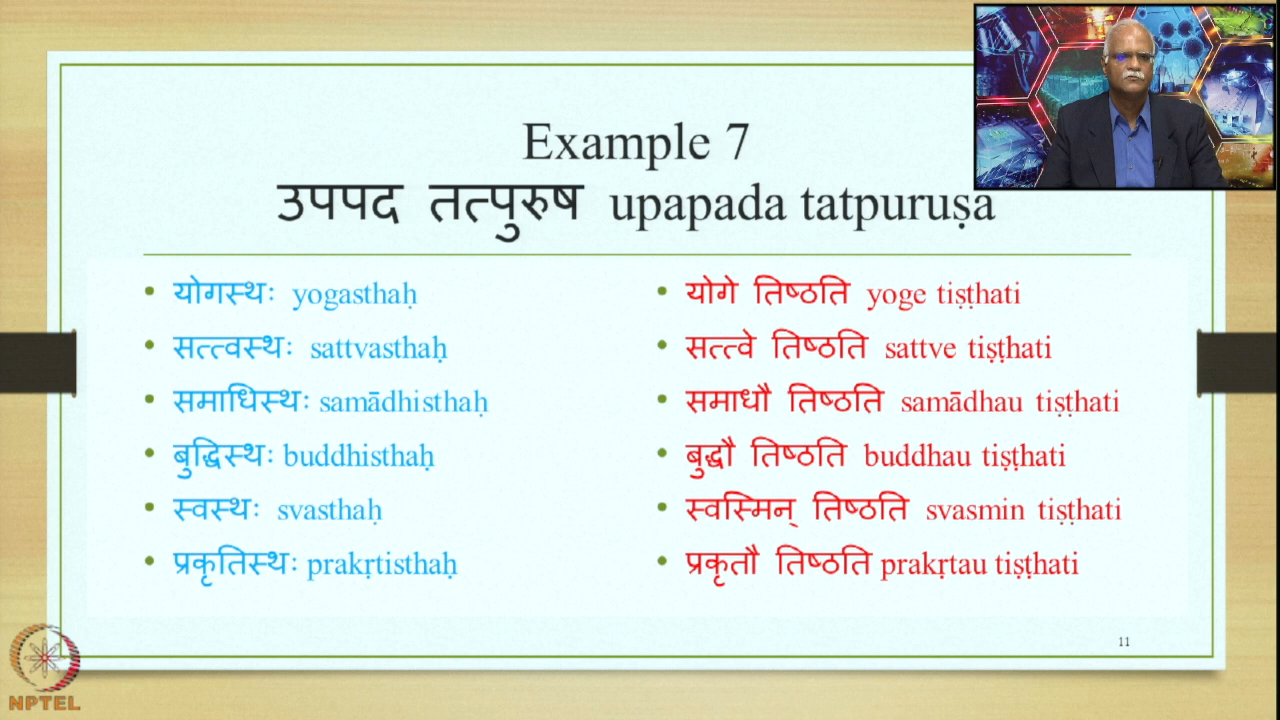 Example 7
उपपद तत्पुरुष upapada tatpuruṣa
• योगस्थः yogasthaḥ
• सत्त्वस्थः sattvasthaḥ
• समाधिस्थः samādhisthaḥ
• बुद्धिस्थः buddhisthaḥ
• स्वस्थः svasthaḥ
• प्रकृतिस्थः prakṛtisthaḥ
• योगे तिष्ठति yoge tiṣṭhati
• सत्त्वे तिष्ठति sattve tiṣṭhati
• समाधौ तिष्ठति samādhau tiṣṭhati
• बुद्धौ तिष्ठति buddhau tiṣṭhati
• स्वस्मिन् तिष्ठति svasmin tiṣṭhati
• प्रकृतौ तिष्ठति prakṛtau tiṣṭhati
11
NPTEL